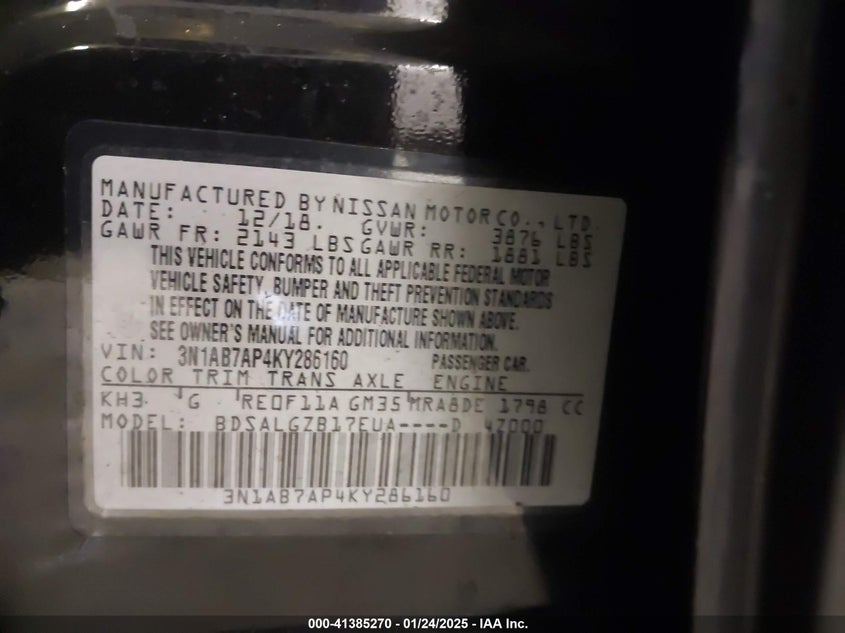 MANUFACTURED BY NISSAN MOTOR CO., LTD.
DATE: 12/18. GVWR: 3876 LBS
GAWR FR: 2143 LBS GAWR RR: 1881 LBS
THIS VEHICLE CONFORMS TO ALL APPLICABLE FEDERAL MOTOR
VEHICLE SAFETY, BUMPER AND THEFT PREVENTION STANDARDS
IN EFFECT ON THE DATE OF MANUFACTURE SHOWN ABOVE.
SEE OWNER'S MANUAL FOR ADDITIONAL INFORMATION.
VIN: 3N1AB7AP4KY286160 PASSENGER CAR.
COLOR TRIM TRANS AXLE ENGINE
KH3 G RE0F11A GM35 MRA8DE 1798 CC
MODEL: BDSALGZB17EUA----D 4Z000
3N1AB7AP4KY286160
000-41385270 - 01/24/2025 - IAA Inc.